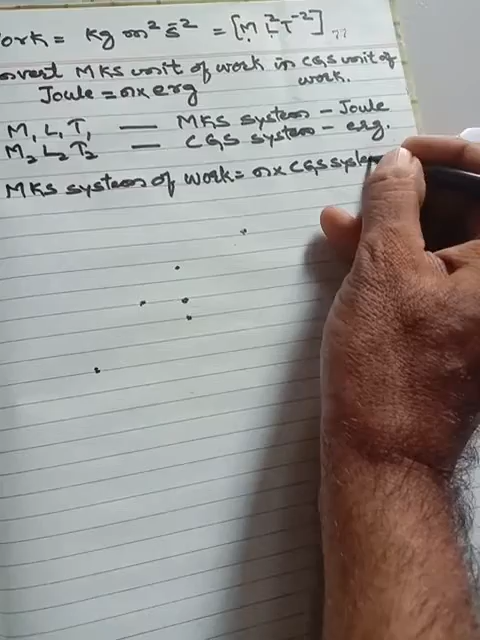 ork = kg m² s̄² = [M L² T⁻²] ,,
nvert MKS unit of work in CGS unit of work.
Joule = n x erg
M₁ L₁ T₁ — MKS system - Joule
M₂ L₂ T₂ — CGS system - erg.
MKS system of work = n x CGS system